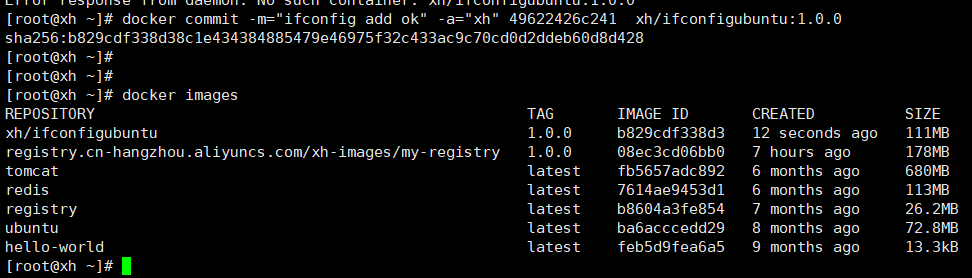 Error response from daemon: No such container: xh/ifconfigubuntu:1.0.0
[root@xh ~]# docker commit -m="ifconfig add ok" -a="xh" 49622426c241  xh/ifconfigubuntu:1.0.0
sha256:b829cdf338d38c1e434384885479e46975f32c433ac9c70cd0d2ddeb60d8d428
[root@xh ~]#
[root@xh ~]#
[root@xh ~]# docker images
REPOSITORY TAG IMAGE ID CREATED SIZE
xh/ifconfigubuntu 1.0.0 b829cdf338d3 12 seconds ago 111MB
registry.cn-hangzhou.aliyuncs.com/xh-images/my-registry 1.0.0 08ec3cd06bb0 7 hours ago 178MB
tomcat latest fb5657adc892 6 months ago 680MB
redis latest 7614ae9453d1 6 months ago 113MB
registry latest b8604a3fe854 7 months ago 26.2MB
ubuntu latest ba6acccedd29 8 months ago 72.8MB
hello-world latest feb5d9fea6a5 9 months ago 13.3kB
[root@xh ~]#